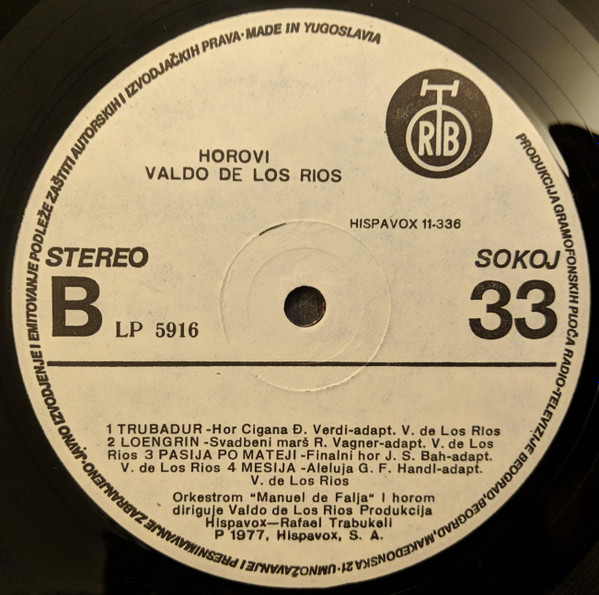 PRODUKCIJA GRAMOFONSKIH PLOČA RADIO-TELEVIZIJE BEOGRAD, BEOGRAD, MAKEDONSKA 21-UMNOŽAVANJE I PRESNIMAVANJE ZABRANJENO-JAVNO IZVODJENJE I EMITOVANJE PODLEŽE ZAŠTITI AUTORSKIH I IZVODJAČKIH PRAVA·MADE IN YUGOSLAVIA
RTB
HOROVI
VALDO DE LOS RIOS
HISPAVOX 11-336
STEREO
SOKOJ
B
LP 5916
33
1 TRUBADUR -Hor Cigana Đ. Verdi-adapt. V. de Los Rios
2 LOENGRIN -Svadbeni marš R. Vagner-adapt. V. de Los
Rios 3 PASIJA PO MATEJI -Finalni hor J. S. Bah-adapt.
V. de Los Rios 4 MESIJA -Aleluja G. F. Handl-adapt.
V. de Los Rios
Orkestrom "Manuel de Falja" I horom
diriguje Valdo de Los Rios Produkcija
Hispavox—Rafael Trabukeli
P 1977, Hispavox, S. A.